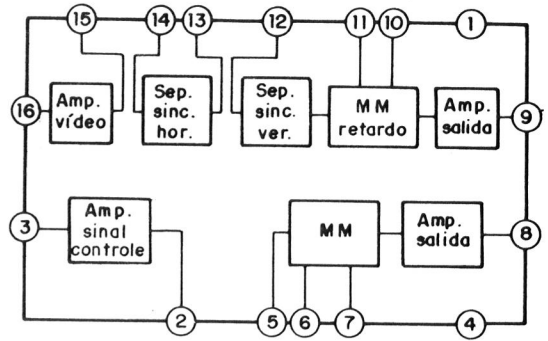 15 14 13 12 11 10 1
16 Amp. vídeo
Sep. sinc. hor.
Sep. sinc. ver.
MM retardo
Amp. salida 9
3 Amp. sinal controle
MM
Amp. salida 8
2 5 6 7 4